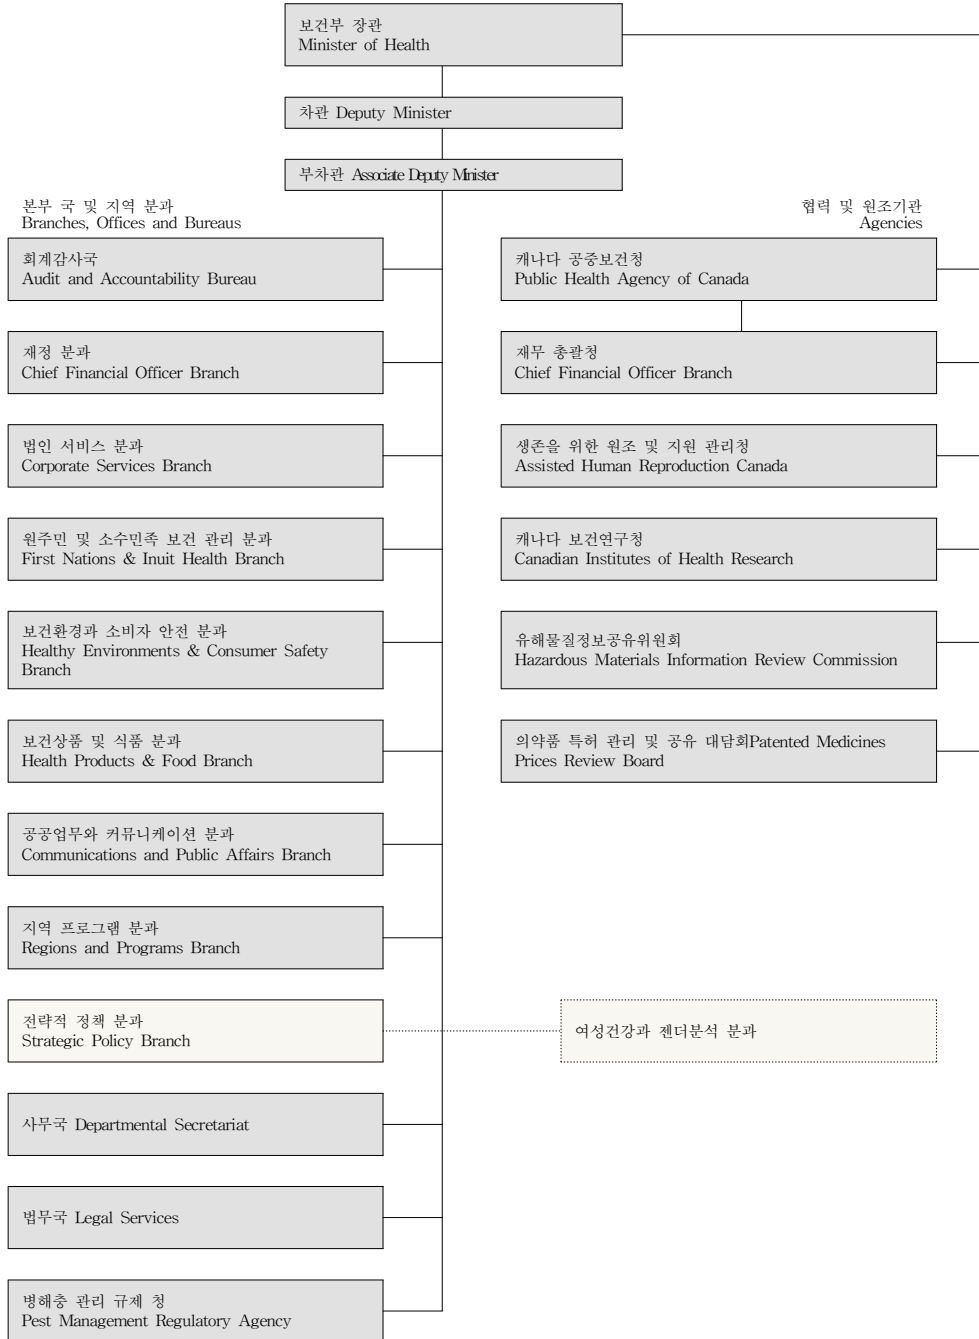 보건부 장관
Minister of Health
차관 Deputy Minister
부차관 Associate Deputy Minister
본부 국 및 지역 분과
Branches, Offices and Bureaus
협력 및 원조기관
Agencies
회계감사국
Audit and Accountability Bureau
재정 분과
Chief Financial Officer Branch
법인 서비스 분과
Corporate Services Branch
원주민 및 소수민족 보건 관리 분과
First Nations & Inuit Health Branch
보건환경과 소비자 안전 분과
Healthy Environments & Consumer Safety
Branch
보건상품 및 식품 분과
Health Products & Food Branch
공공업무와 커뮤니케이션 분과
Communications and Public Affairs Branch
지역 프로그램 분과
Regions and Programs Branch
전략적 정책 분과
Strategic Policy Branch
사무국 Departmental Secretariat
법무국 Legal Services
병해충 관리 규제 청
Pest Management Regulatory Agency
캐나다 공중보건청
Public Health Agency of Canada
재무 총괄청
Chief Financial Officer Branch
생존을 위한 원조 및 지원 관리청
Assisted Human Reproduction Canada
캐나다 보건연구청
Canadian Institutes of Health Research
유해물질정보공유위원회
Hazardous Materials Information Review Commission
의약품 특허 관리 및 공유 대담회Patented Medicines
Prices Review Board
여성건강과 젠더분석 분과